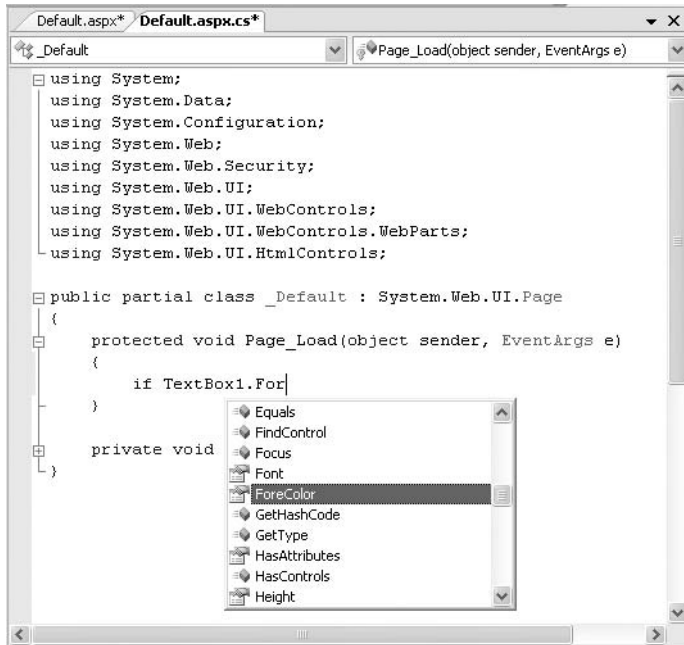 Default.aspx* Default.aspx.cs*
_Default Page_Load(object sender, EventArgs e)
using System;
using System.Data;
using System.Configuration;
using System.Web;
using System.Web.Security;
using System.Web.UI;
using System.Web.UI.WebControls;
using System.Web.UI.WebControls.WebParts;
using System.Web.UI.HtmlControls;
public partial class _Default : System.Web.UI.Page
{
protected void Page_Load(object sender, EventArgs e)
{
if TextBox1.For
}
private void
}
Equals
FindControl
Focus
Font
ForeColor
GetHashCode
GetType
HasAttributes
HasControls
Height